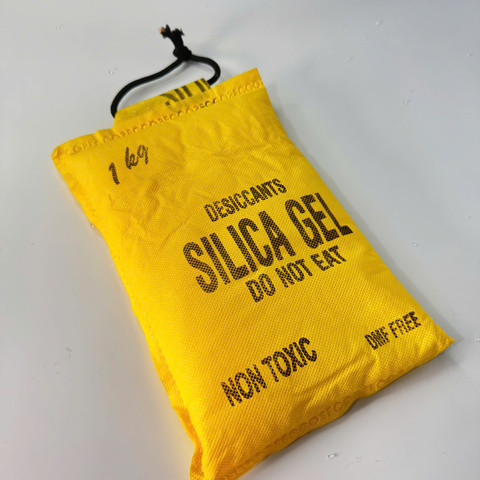 1 kg
DESICCANTS
SILICA GEL
DO NOT EAT
NON TOXIC
DMF FREE